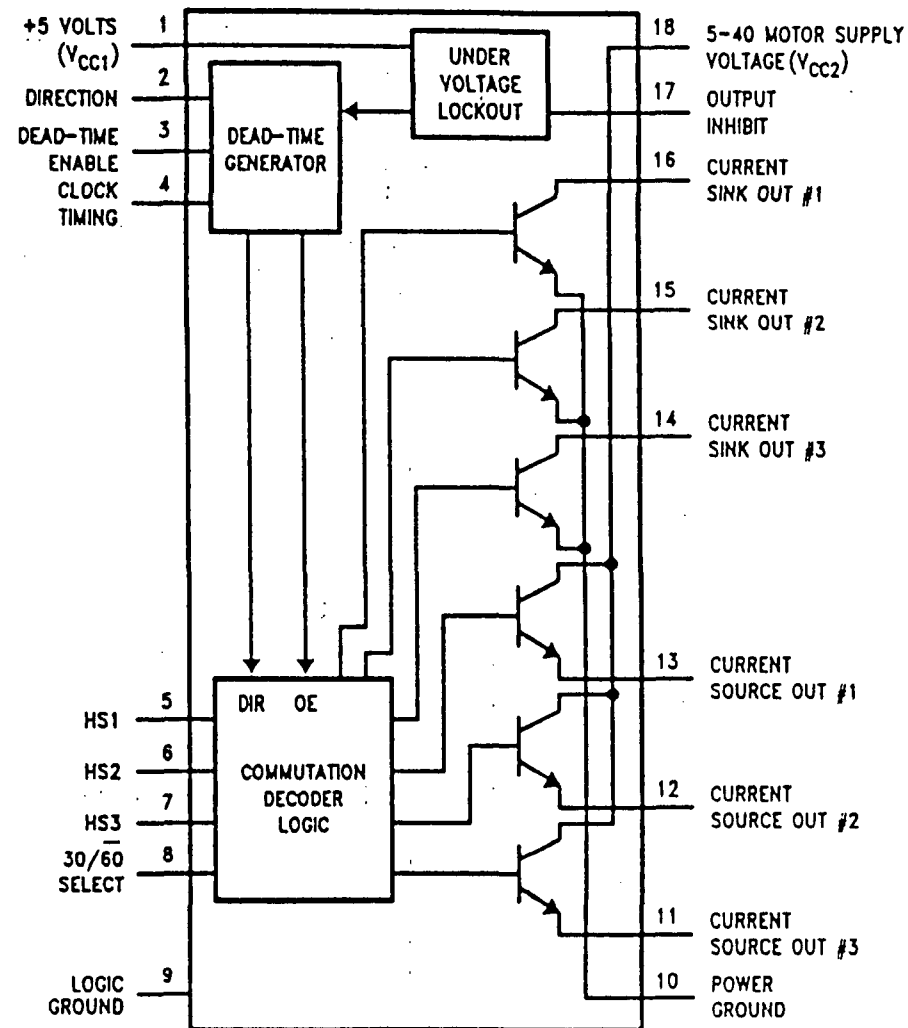 +5 VOLTS
(VCC1)
1
DIRECTION
2
DEAD-TIME
ENABLE
3
CLOCK
TIMING
4
UNDER
VOLTAGE
LOCKOUT
DEAD-TIME
GENERATOR
18
5-40 MOTOR SUPPLY
VOLTAGE (VCC2)
17
OUTPUT
INHIBIT
16
CURRENT
SINK OUT #1
15
CURRENT
SINK OUT #2
14
CURRENT
SINK OUT #3
13
CURRENT
SOURCE OUT #1
12
CURRENT
SOURCE OUT #2
11
CURRENT
SOURCE OUT #3
10
POWER
GROUND
DIR OE
COMMUTATION
DECODER
LOGIC
HS1
5
HS2
6
HS3
7
30/6̅0̅
SELECT
8
LOGIC
GROUND
9